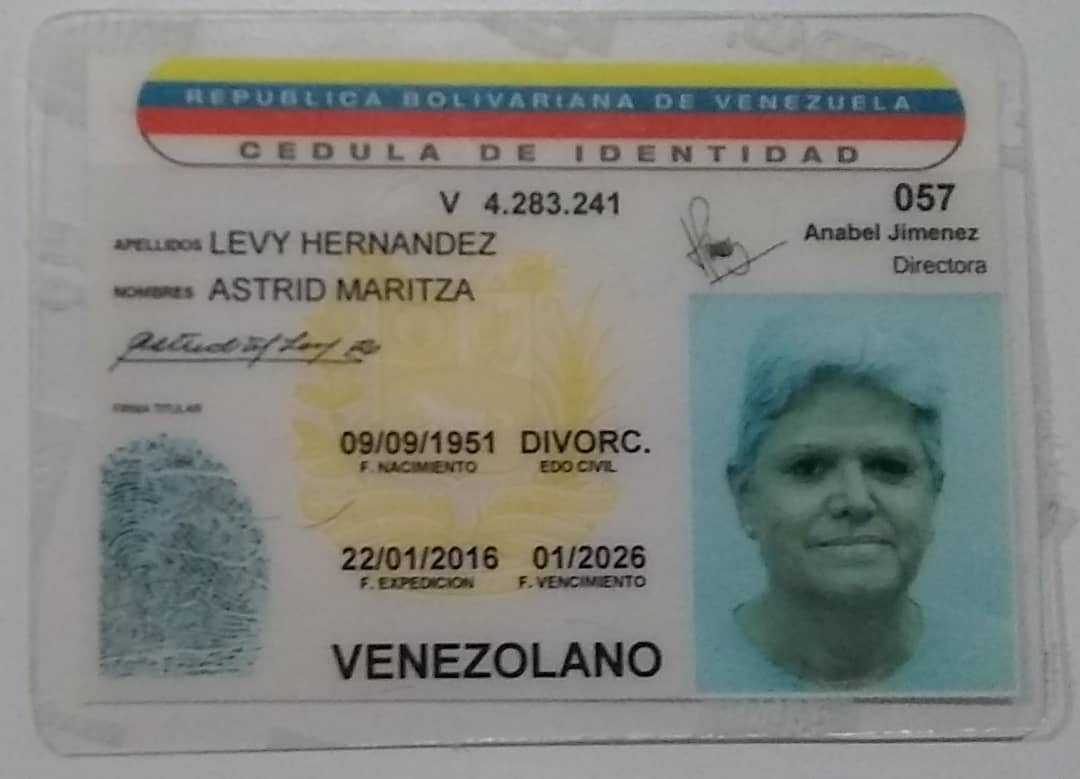 REPUBLICA BOLIVARIANA DE VENEZUELA
CEDULA DE IDENTIDAD
V 4.283.241
057
Anabel Jimenez
Directora
APELLIDOS LEVY HERNANDEZ
NOMBRES ASTRID MARITZA
FIRMA TITULAR
09/09/1951 DIVORC.
F. NACIMIENTO EDO CIVIL
22/01/2016 01/2026
F. EXPEDICION F. VENCIMIENTO
VENEZOLANO